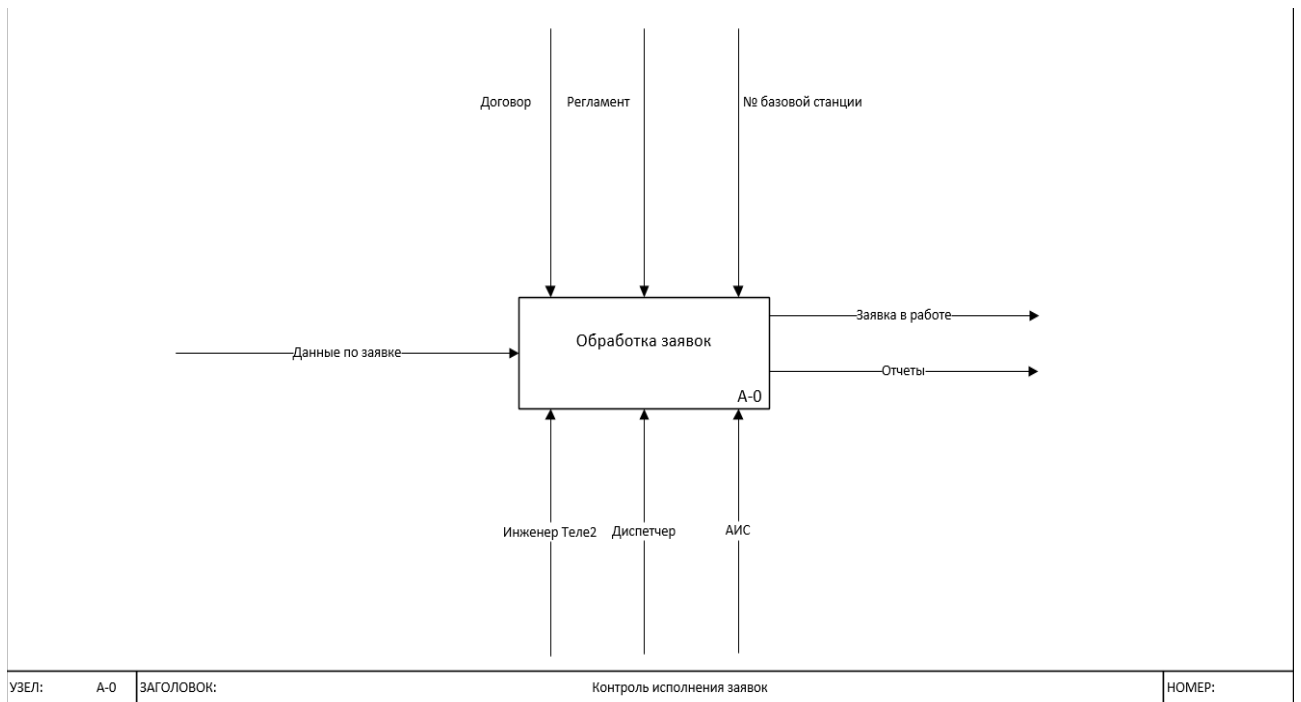 Договор
Регламент
№ базовой станции
Обработка заявок
А-0
Данные по заявке
Заявка в работе
Отчеты
Инженер Теле2
Диспетчер
АИС
УЗЕЛ: А-0 ЗАГОЛОВОК: Контроль исполнения заявок НОМЕР: